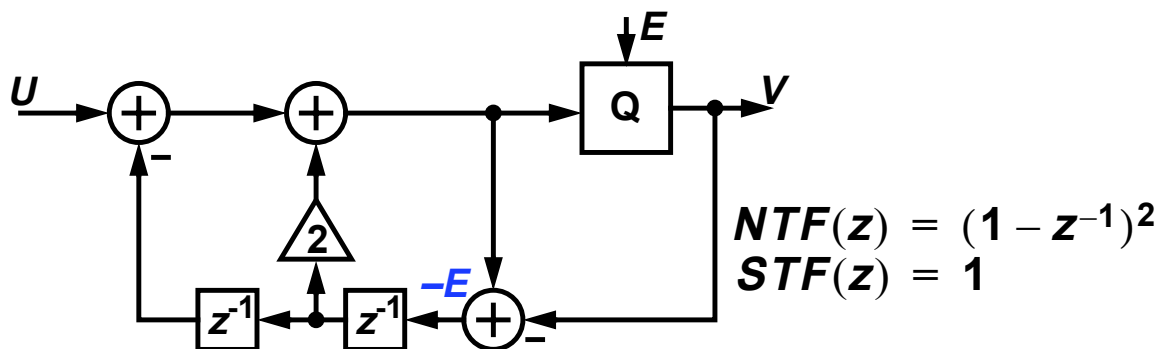 E
U
V
+
+
Q
−
2
NTF(z) = (1 − z⁻¹)²
−E
STF(z) = 1
z⁻¹
z⁻¹
+
−